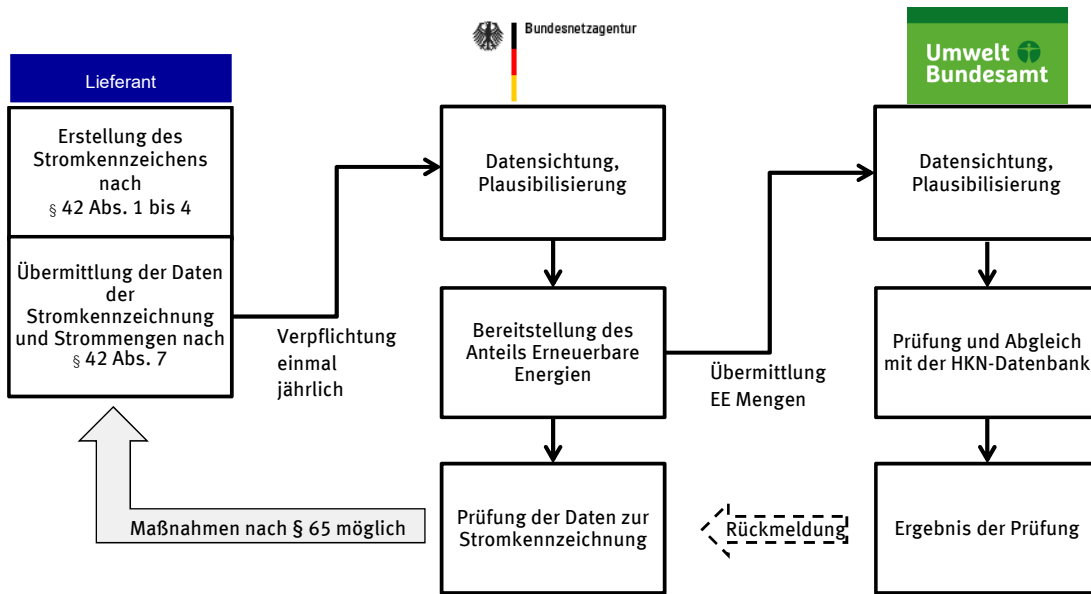 Bundesnetzagentur
Umwelt
Bundesamt
Lieferant
Erstellung des
Stromkennzeichens
nach
§ 42 Abs. 1 bis 4
Übermittlung der Daten
der
Stromkennzeichnung
und Strommengen nach
§ 42 Abs. 7
Verpflichtung
einmal
jährlich
Datensichtung,
Plausibilisierung
Bereitstellung des
Anteils Erneuerbare
Energien
Übermittlung
EE Mengen
Prüfung der Daten zur
Stromkennzeichnung
Datensichtung,
Plausibilisierung
Prüfung und Abgleich
mit der HKN-Datenbank
Ergebnis der Prüfung
Rückmeldung
Maßnahmen nach § 65 möglich